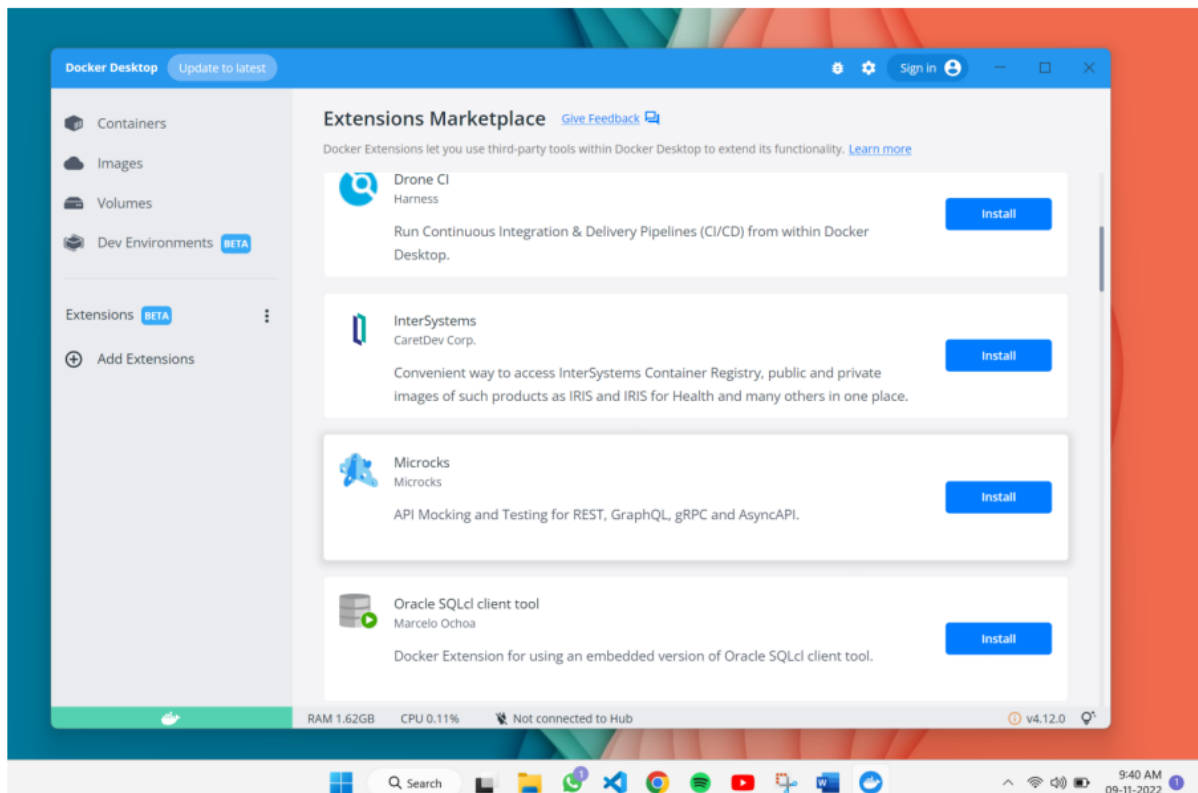 Docker Desktop Update to latest Sign in
Containers
Images
Volumes
Dev Environments BETA
Extensions BETA
Add Extensions
Extensions Marketplace Give Feedback
Docker Extensions let you use third-party tools within Docker Desktop to extend its functionality. Learn more
Drone CI
Harness
Run Continuous Integration & Delivery Pipelines (CI/CD) from within Docker
Desktop.
Install
InterSystems
CaretDev Corp.
Convenient way to access InterSystems Container Registry, public and private
images of such products as IRIS and IRIS for Health and many others in one place.
Install
Microcks
Microcks
API Mocking and Testing for REST, GraphQL, gRPC and AsyncAPI.
Install
Oracle SQLcl client tool
Marcelo Ochoa
Docker Extension for using an embedded version of Oracle SQLcl client tool.
Install
RAM 1.62GB CPU 0.11% Not connected to Hub v4.12.0
Search 1 W 9:40 AM
09-11-2022 1